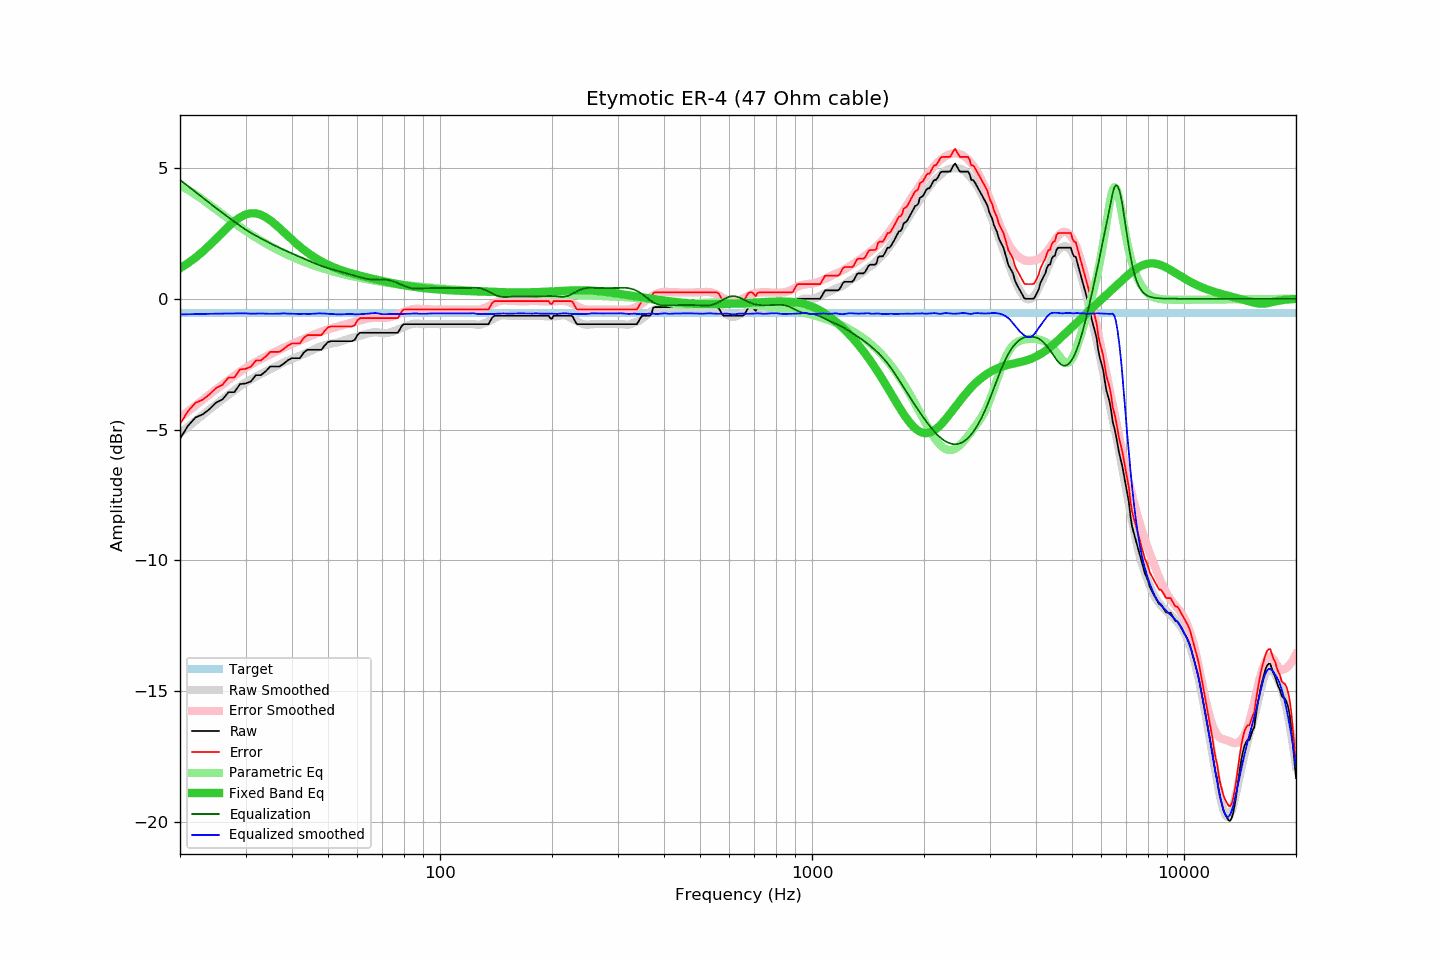 Etymotic ER-4 (47 Ohm cable)
5
0
−5
−10
−15
−20
Amplitude (dBr)
Target
Raw Smoothed
Error Smoothed
Raw
Error
Parametric Eq
Fixed Band Eq
Equalization
Equalized smoothed
100 1000 10000
Frequency (Hz)